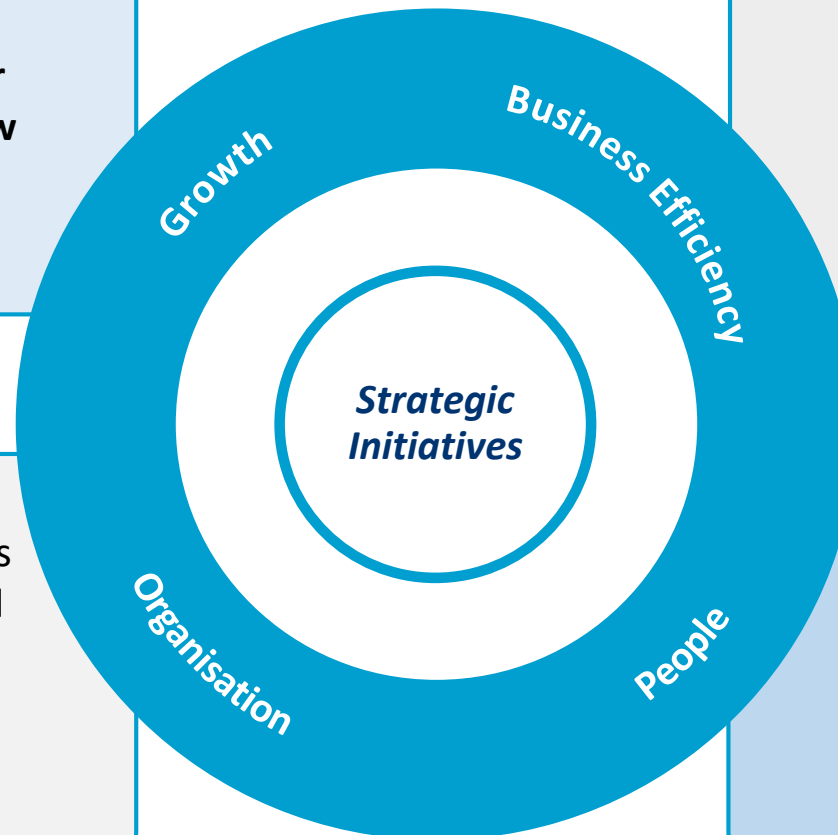 Growth
Business Efficiency
Strategic
Initiatives
Organisation
People